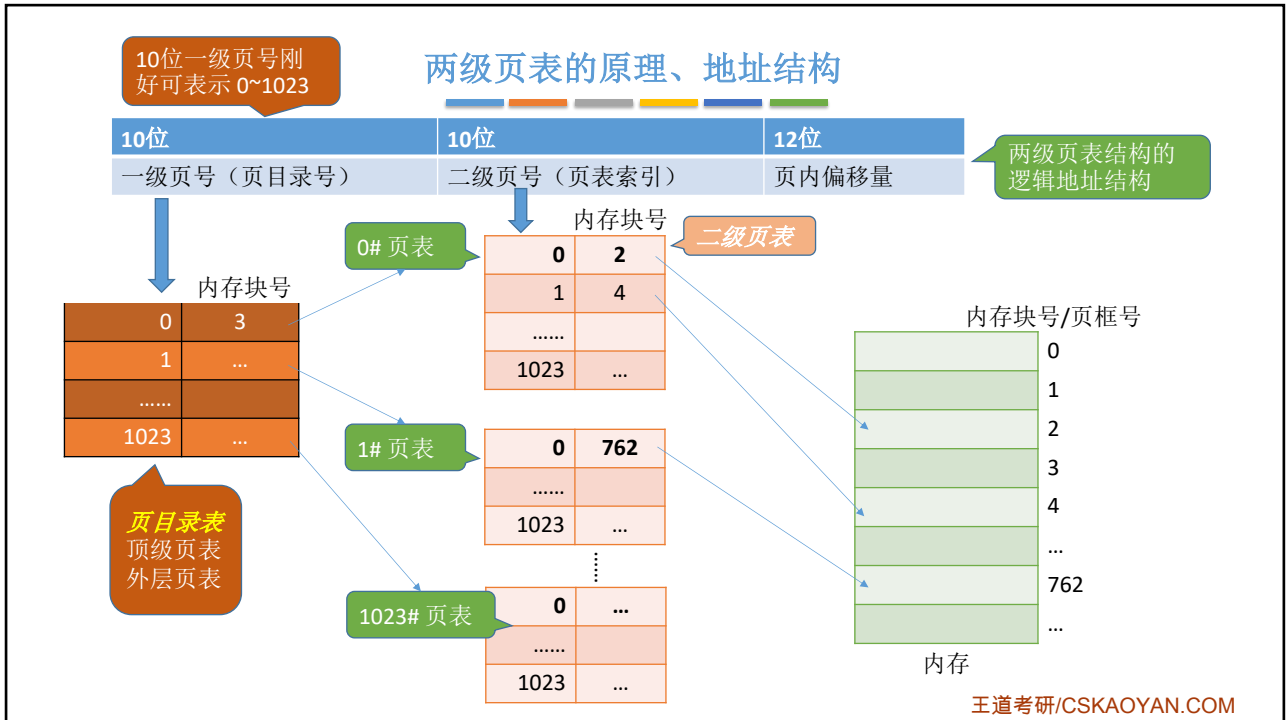 10位一级页号刚
好可表示 0~1023
两级页表的原理、地址结构
10位 10位 12位
一级页号（页目录号） 二级页号（页表索引） 页内偏移量
两级页表结构的
逻辑地址结构
内存块号
0 3
1 ...
......
1023 ...
页目录表
顶级页表
外层页表
0# 页表
内存块号
二级页表
0 2
1 4
......
1023 ...
1# 页表
0 762
......
1023 ...
......
1023# 页表
0 ...
......
1023 ...
内存块号/页框号
0
1
2
3
4
...
762
...
内存
王道考研/CSKAOYAN.COM